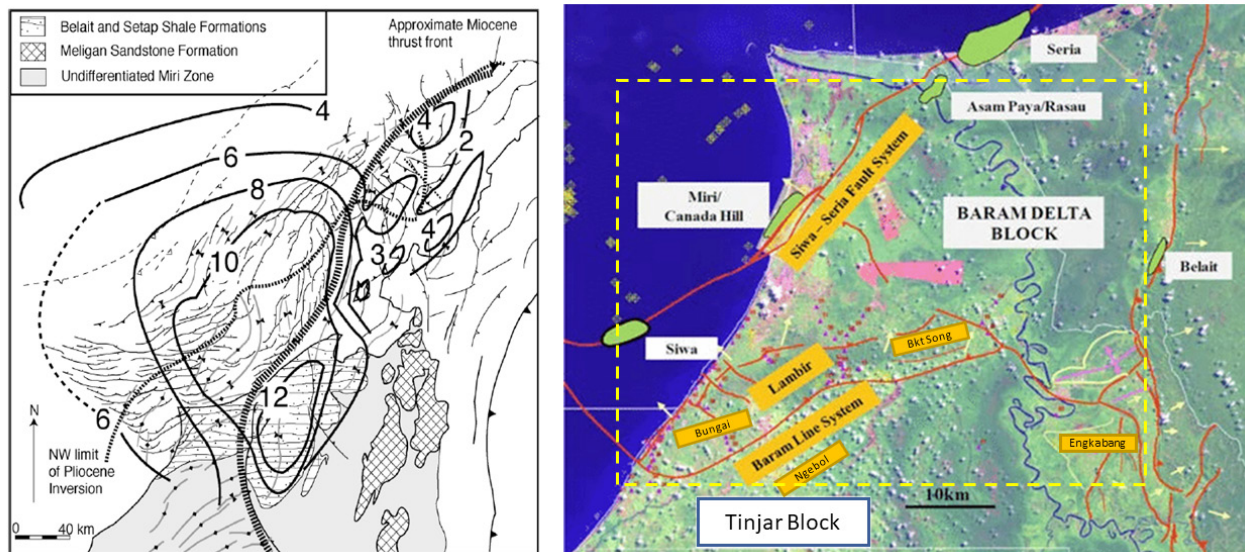 Belait and Setap Shale Formations
Meligan Sandstone Formation
Undifferentiated Miri Zone
Approximate Miocene
thrust front
4
6
8
10
12
4
2
3
4
6
N
NW limit
of Pliocene
Inversion
0 40 km
Seria
Asam Paya/Rasau
Siwa – Seria Fault System
Miri/
Canada Hill
BARAM DELTA
BLOCK
Belait
Siwa
Bkt Song
Lambir
Bungai
Baram Line System
Ngebol
Engkabang
10km
Tinjar Block